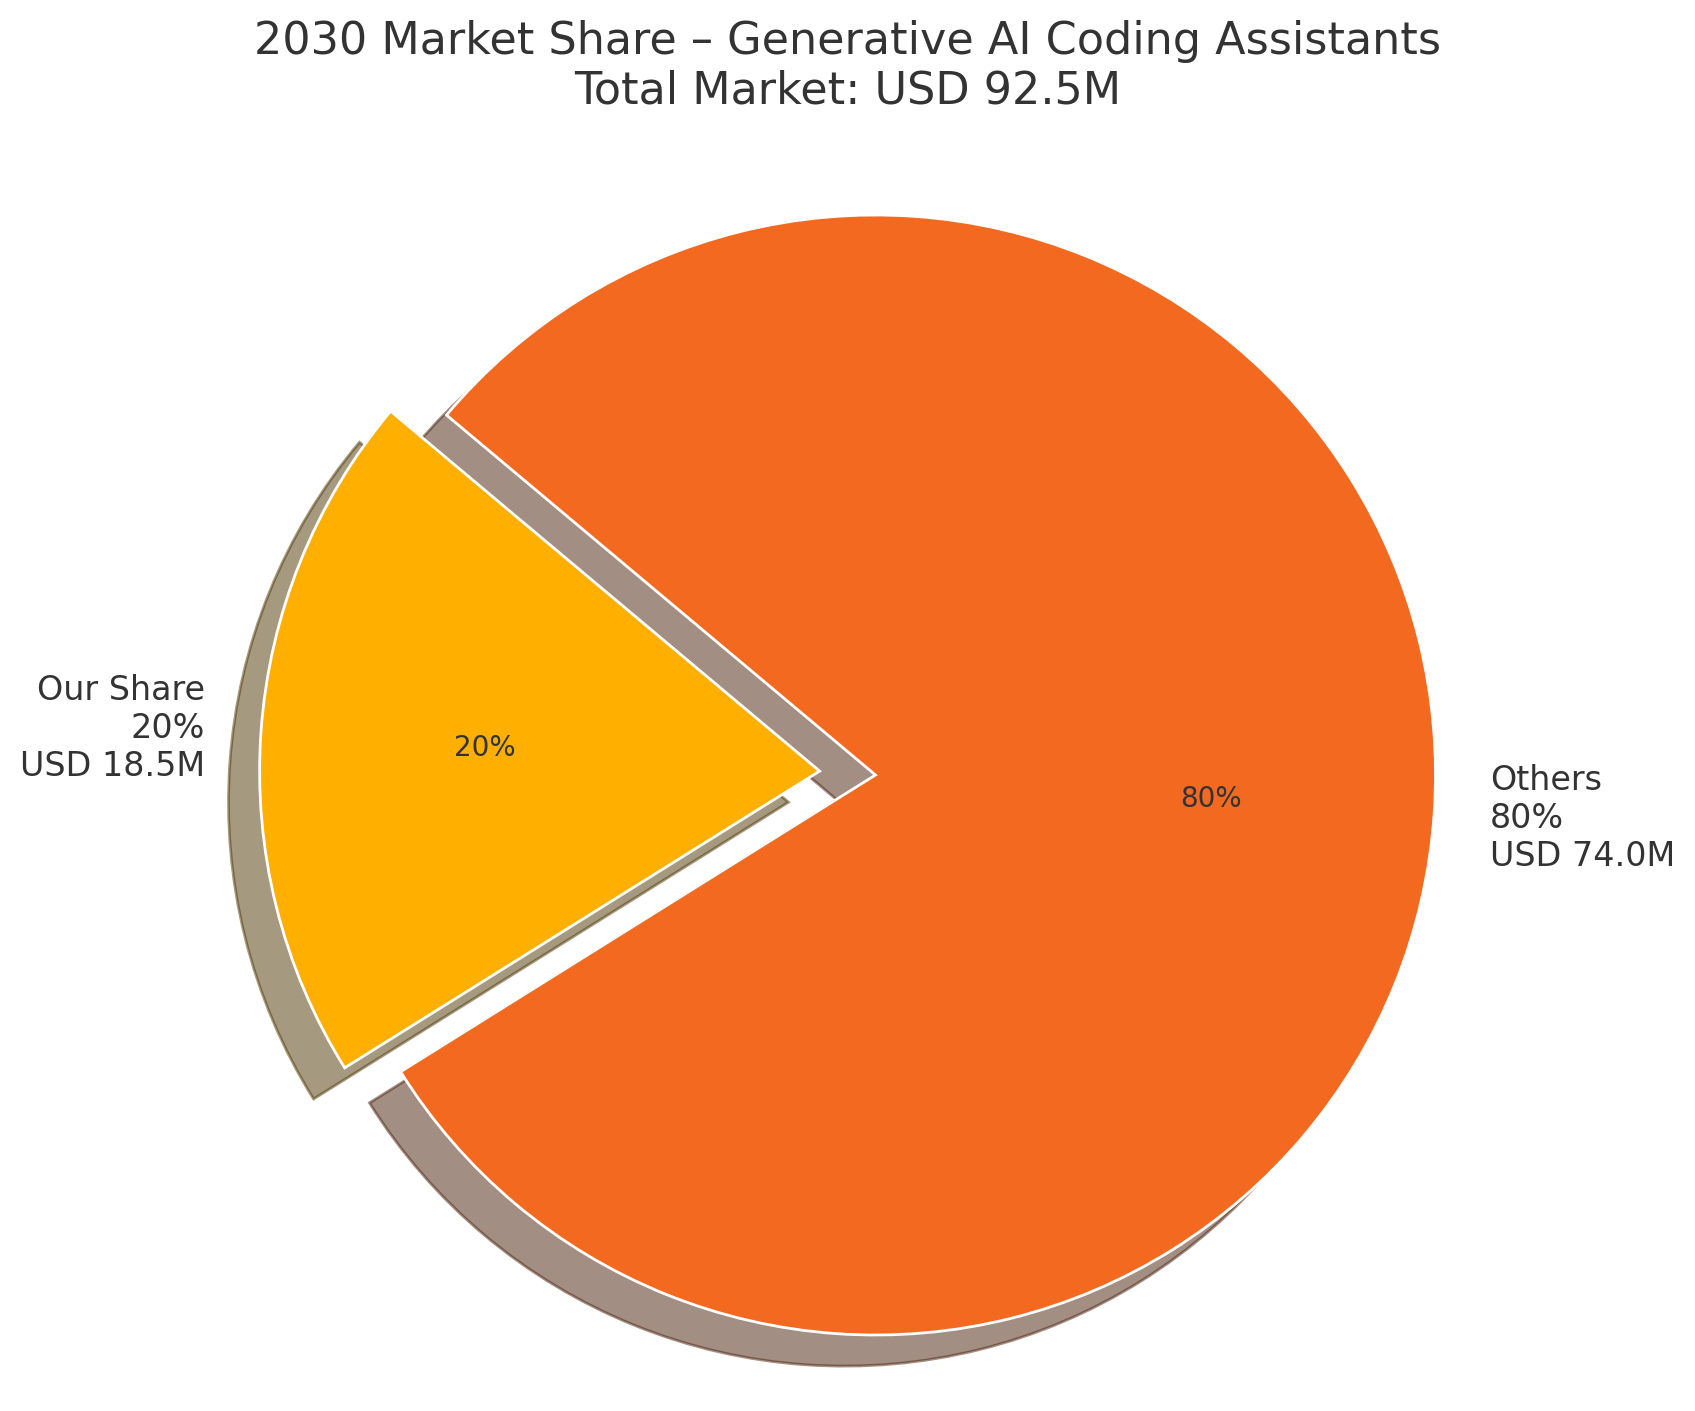 2030 Market Share – Generative AI Coding Assistants
Total Market: USD 92.5M
Our Share
20%
USD 18.5M
20%
80%
Others
80%
USD 74.0M